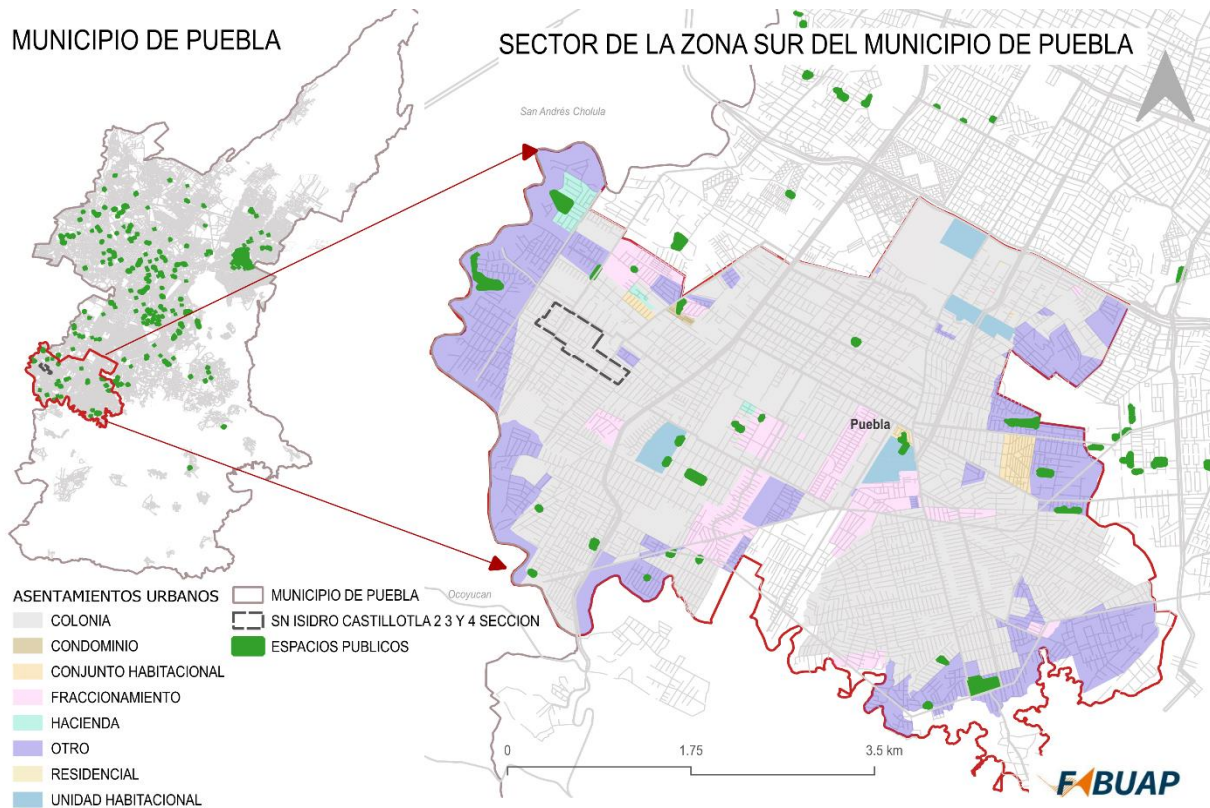 MUNICIPIO DE PUEBLA
SECTOR DE LA ZONA SUR DEL MUNICIPIO DE PUEBLA
San Andrés Cholula
Puebla
Ocoyucan
ASENTAMIENTOS URBANOS
COLONIA
CONDOMINIO
CONJUNTO HABITACIONAL
FRACCIONAMIENTO
HACIENDA
OTRO
RESIDENCIAL
UNIDAD HABITACIONAL
MUNICIPIO DE PUEBLA
SN ISIDRO CASTILLOTLA 2 3 Y 4 SECCION
ESPACIOS PUBLICOS
0 1.75 3.5 km
FABUAP